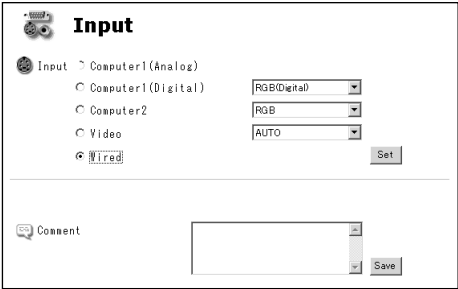 Input
Input Computer1(Analog)
Computer1(Digital) RGB(Digital)
Computer2 RGB
Video AUTO
Wired Set
Comment
Save